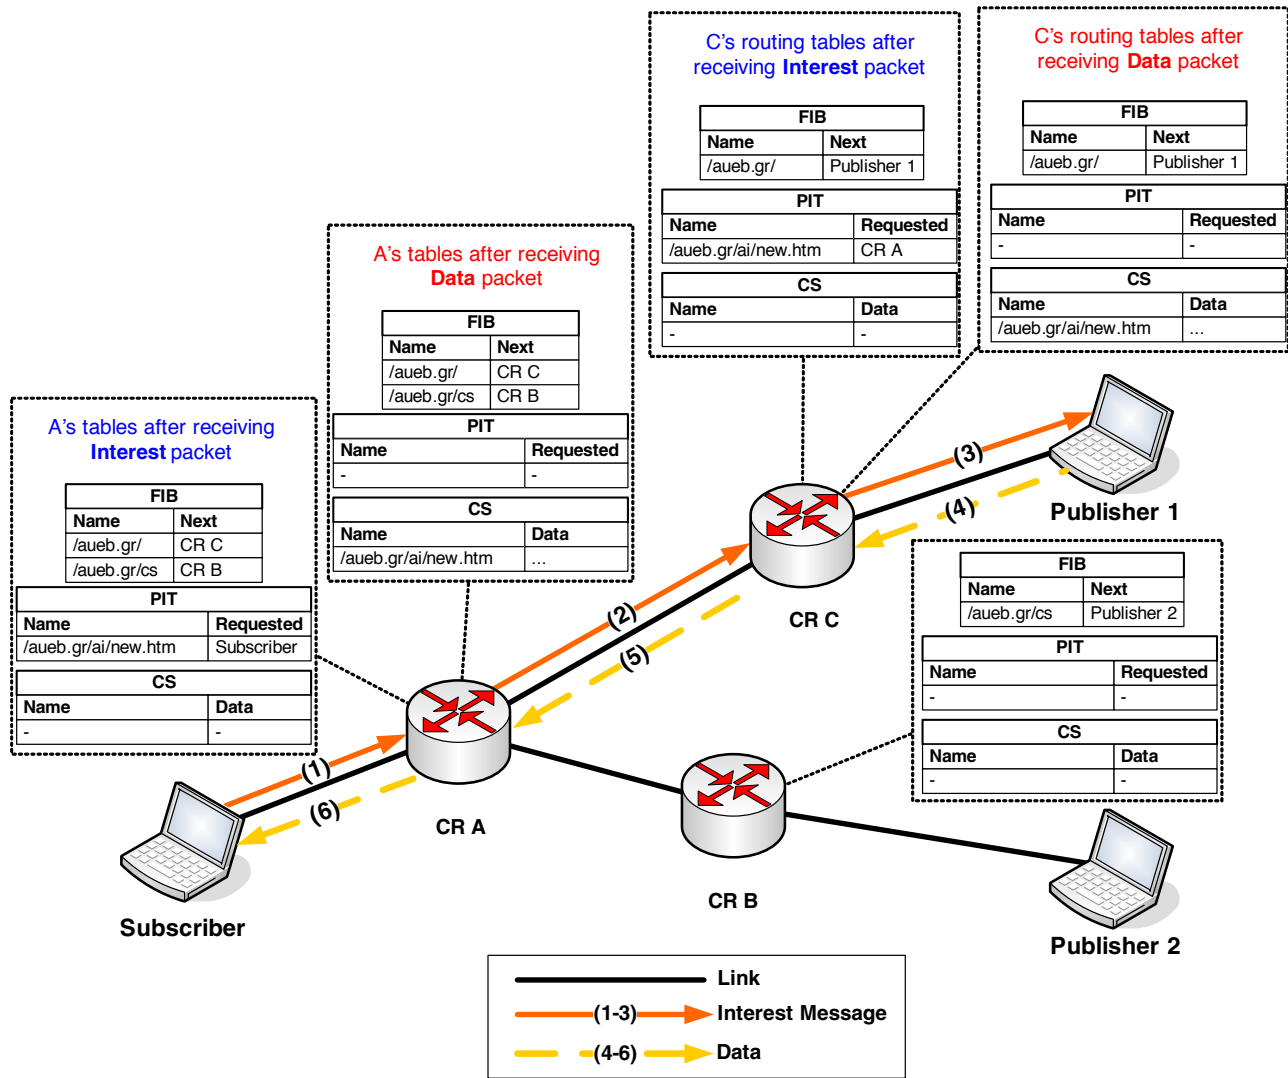 C's routing tables after
receiving Interest packet
FIB
Name Next
/aueb.gr/ Publisher 1
PIT
Name Requested
/aueb.gr/ai/new.htm CR A
CS
Name Data
- -
C's routing tables after
receiving Data packet
FIB
Name Next
/aueb.gr/ Publisher 1
PIT
Name Requested
- -
CS
Name Data
/aueb.gr/ai/new.htm ...
A's tables after receiving
Data packet
FIB
Name Next
/aueb.gr/ CR C
/aueb.gr/cs CR B
PIT
Name Requested
- -
CS
Name Data
/aueb.gr/ai/new.htm ...
A's tables after receiving
Interest packet
FIB
Name Next
/aueb.gr/ CR C
/aueb.gr/cs CR B
PIT
Name Requested
/aueb.gr/ai/new.htm Subscriber
CS
Name Data
- -
(3)
(4)
Publisher 1
CR C
(2)
(5)
FIB
Name Next
/aueb.gr/cs Publisher 2
PIT
Name Requested
- -
CS
Name Data
- -
(1)
(6)
CR A
CR B
Subscriber
Publisher 2
Link
(1-3) Interest Message
(4-6) Data